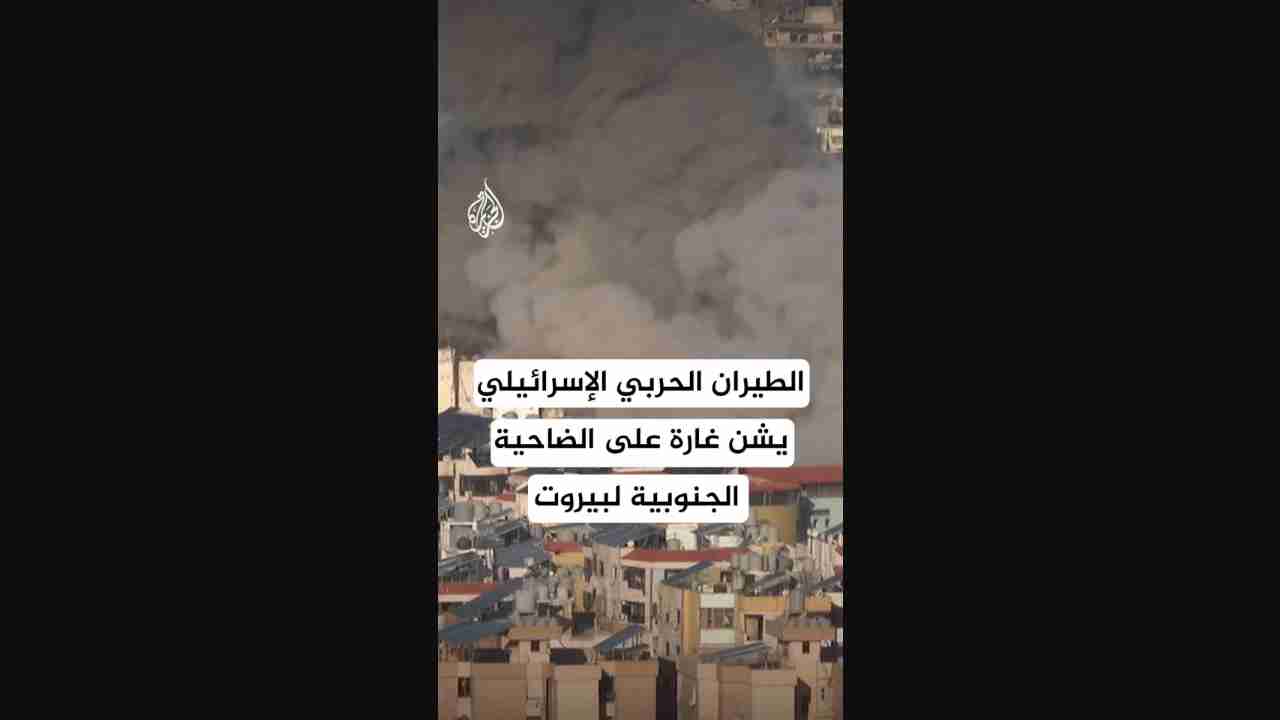 الطيران الحربي الإسرائيلي
يشن غارة على الضاحية
الجنوبية لبيروت